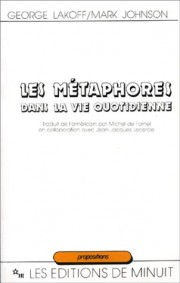 GEORGE LAKOFF/MARK JOHNSON
LES MÉTAPHORES
DANS LA VIE QUOTIDIENNE
Traduit de l'américain par Michel de Fornel
en collaboration avec Jean-Jacques Lecercle
propositions
LES EDITIONS DE MINUIT